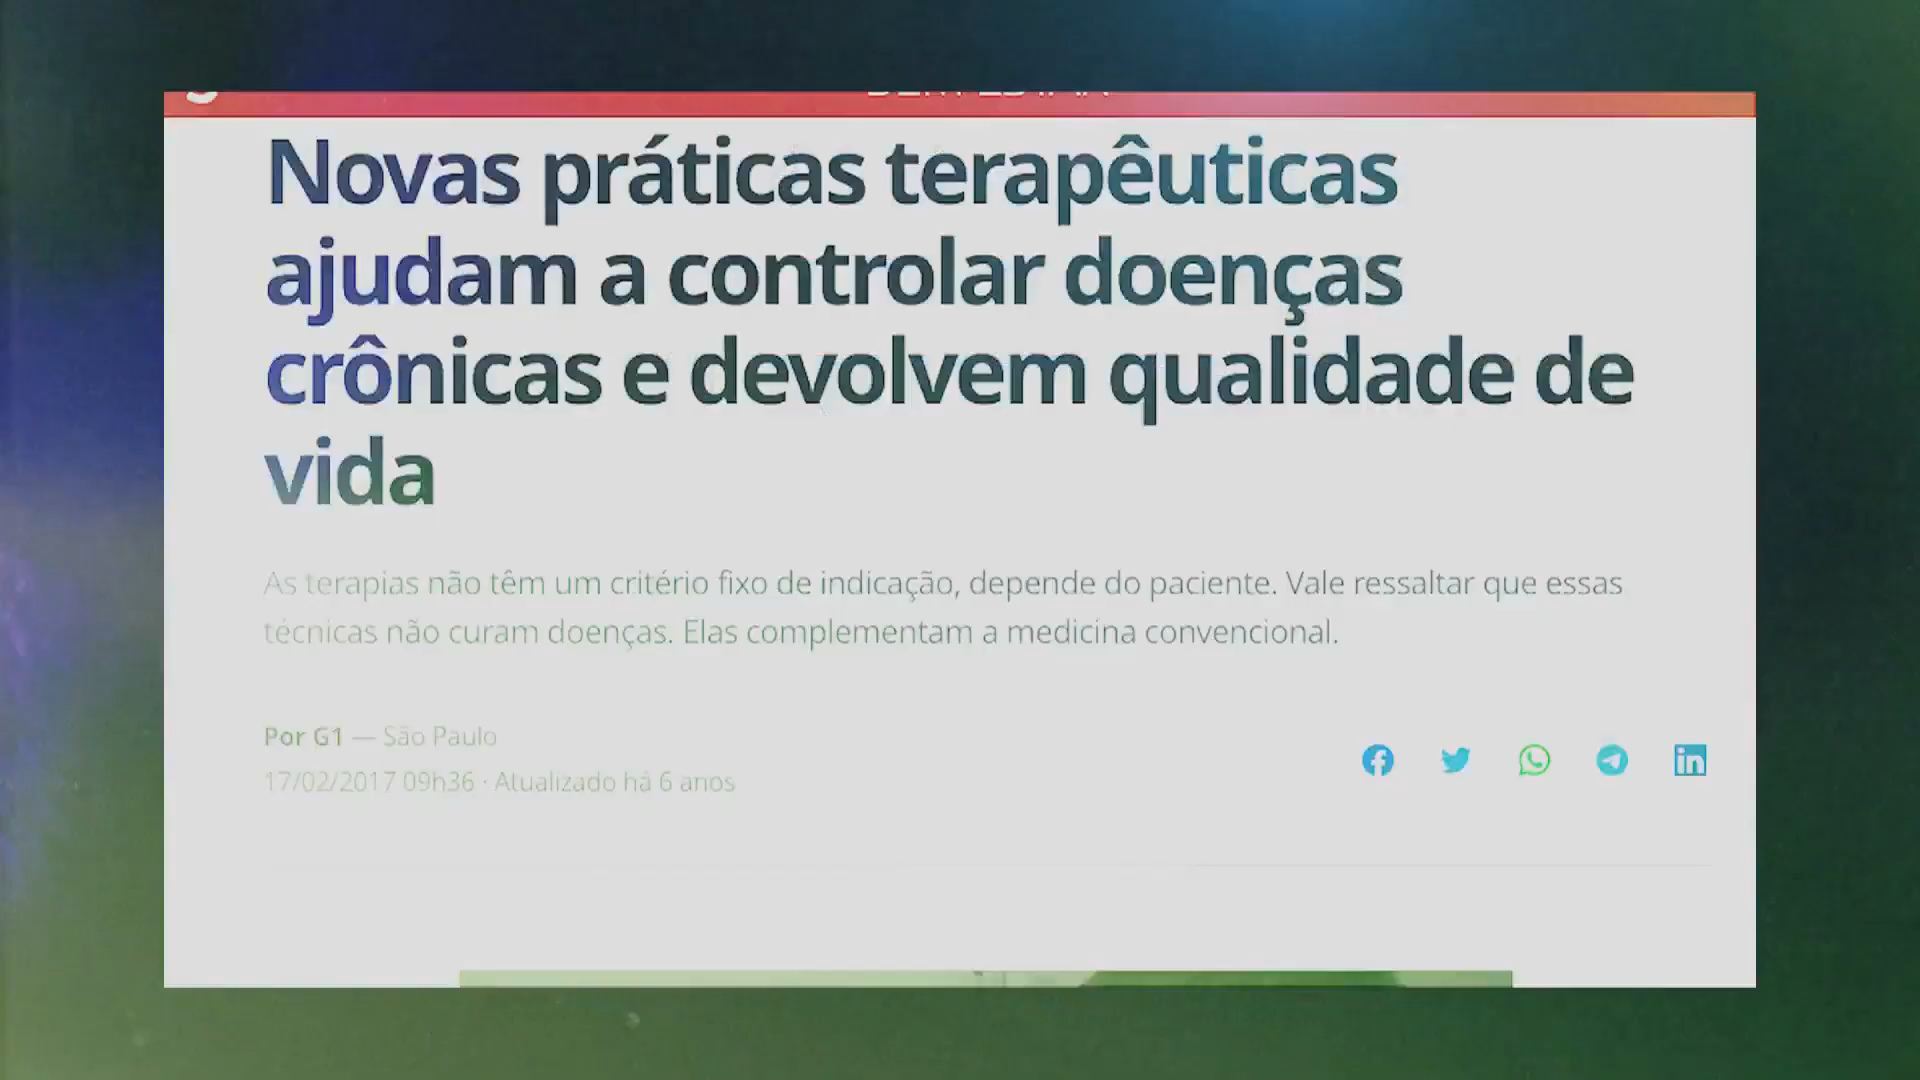 Novas práticas terapêuticas
ajudam a controlar doenças
crônicas e devolvem qualidade de
vida
As terapias não têm um critério fixo de indicação, depende do paciente. Vale ressaltar que essas
técnicas não curam doenças. Elas complementam a medicina convencional.
Por G1 — São Paulo
17/02/2017 09h36 · Atualizado há 6 anos